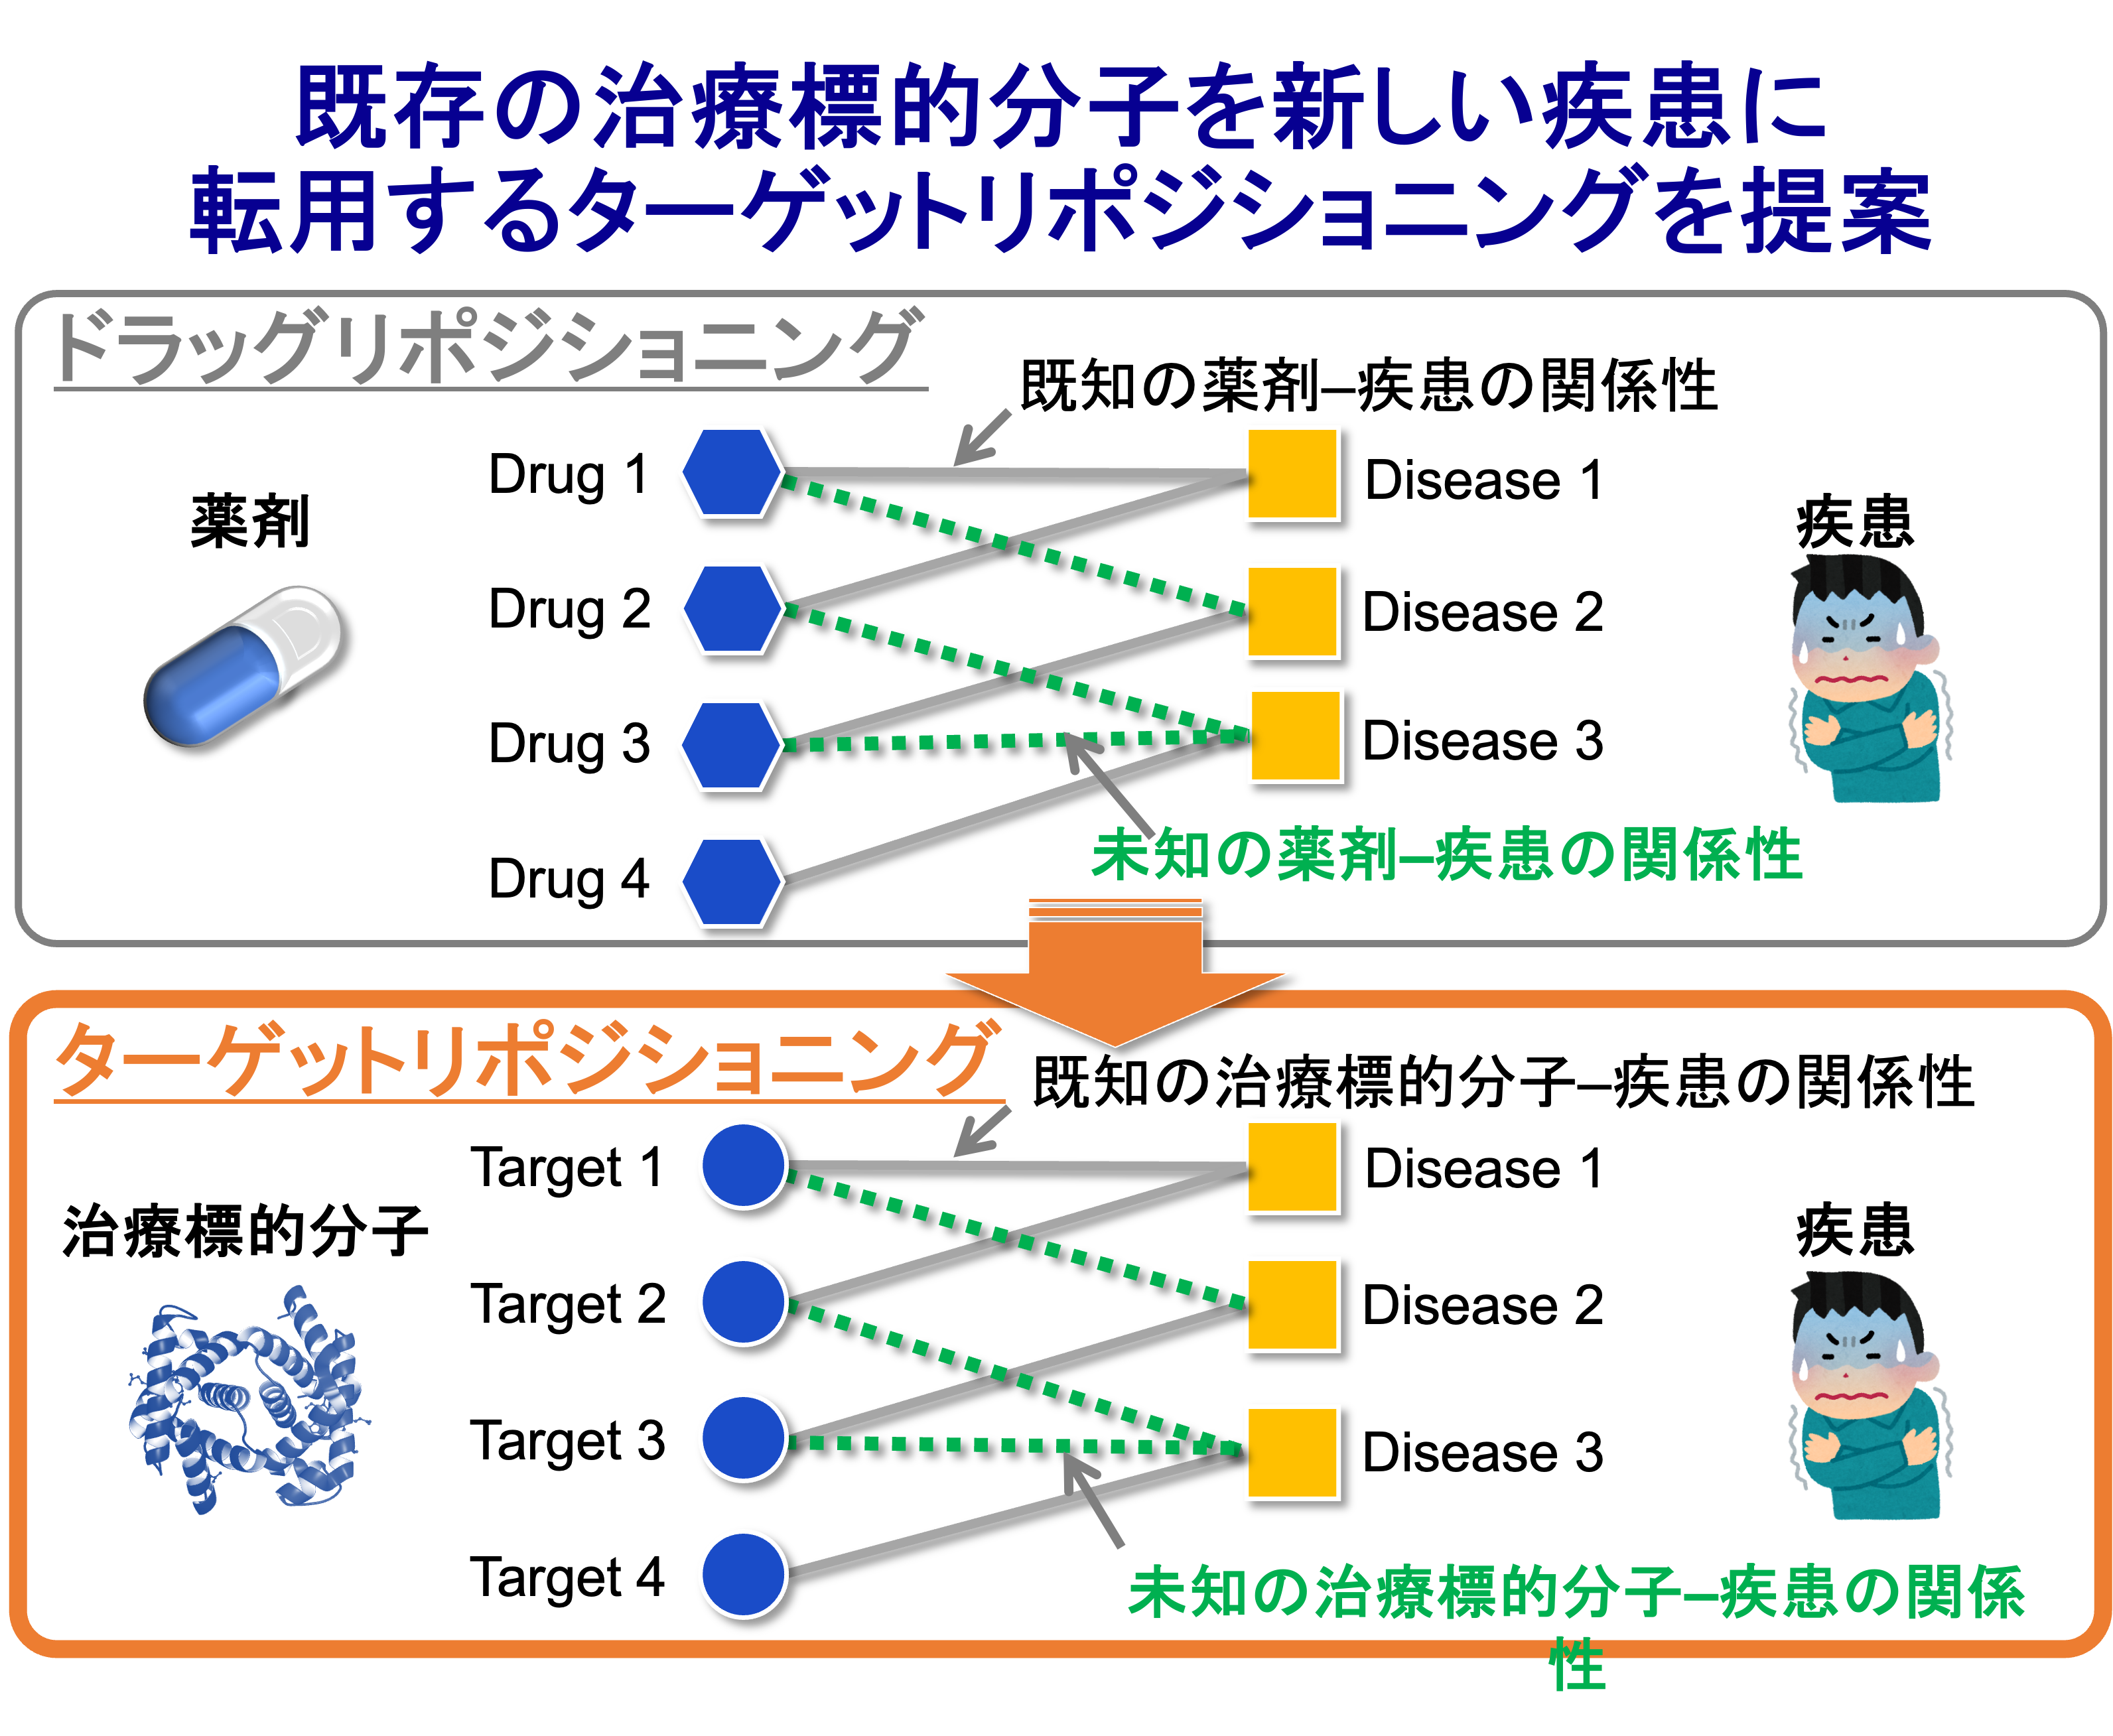 既存の治療標的分子を新しい疾患に
転用するターゲットリポジショニングを提案
ドラッグリポジショニング
既知の薬剤–疾患の関係性
Drug 1
Disease 1
薬剤
疾患
Drug 2
Disease 2
Drug 3
Disease 3
未知の薬剤–疾患の関係性
Drug 4
ターゲットリポジショニング
既知の治療標的分子–疾患の関係性
Target 1
Disease 1
治療標的分子
疾患
Target 2
Disease 2
Target 3
Disease 3
Target 4
未知の治療標的分子–疾患の関係
性